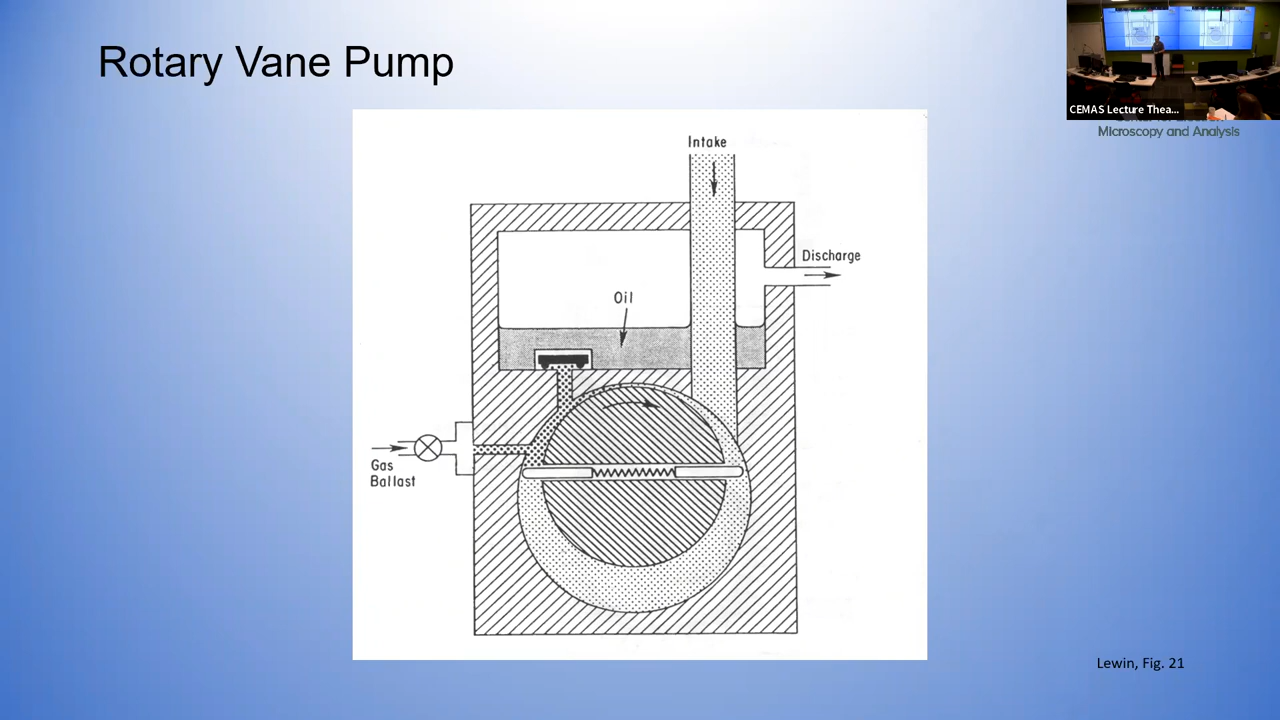 Rotary Vane Pump
CEMAS Lecture Thea...
Microscopy and Analysis
Intake
Discharge
Oil
Gas
Ballast
Lewin, Fig. 21